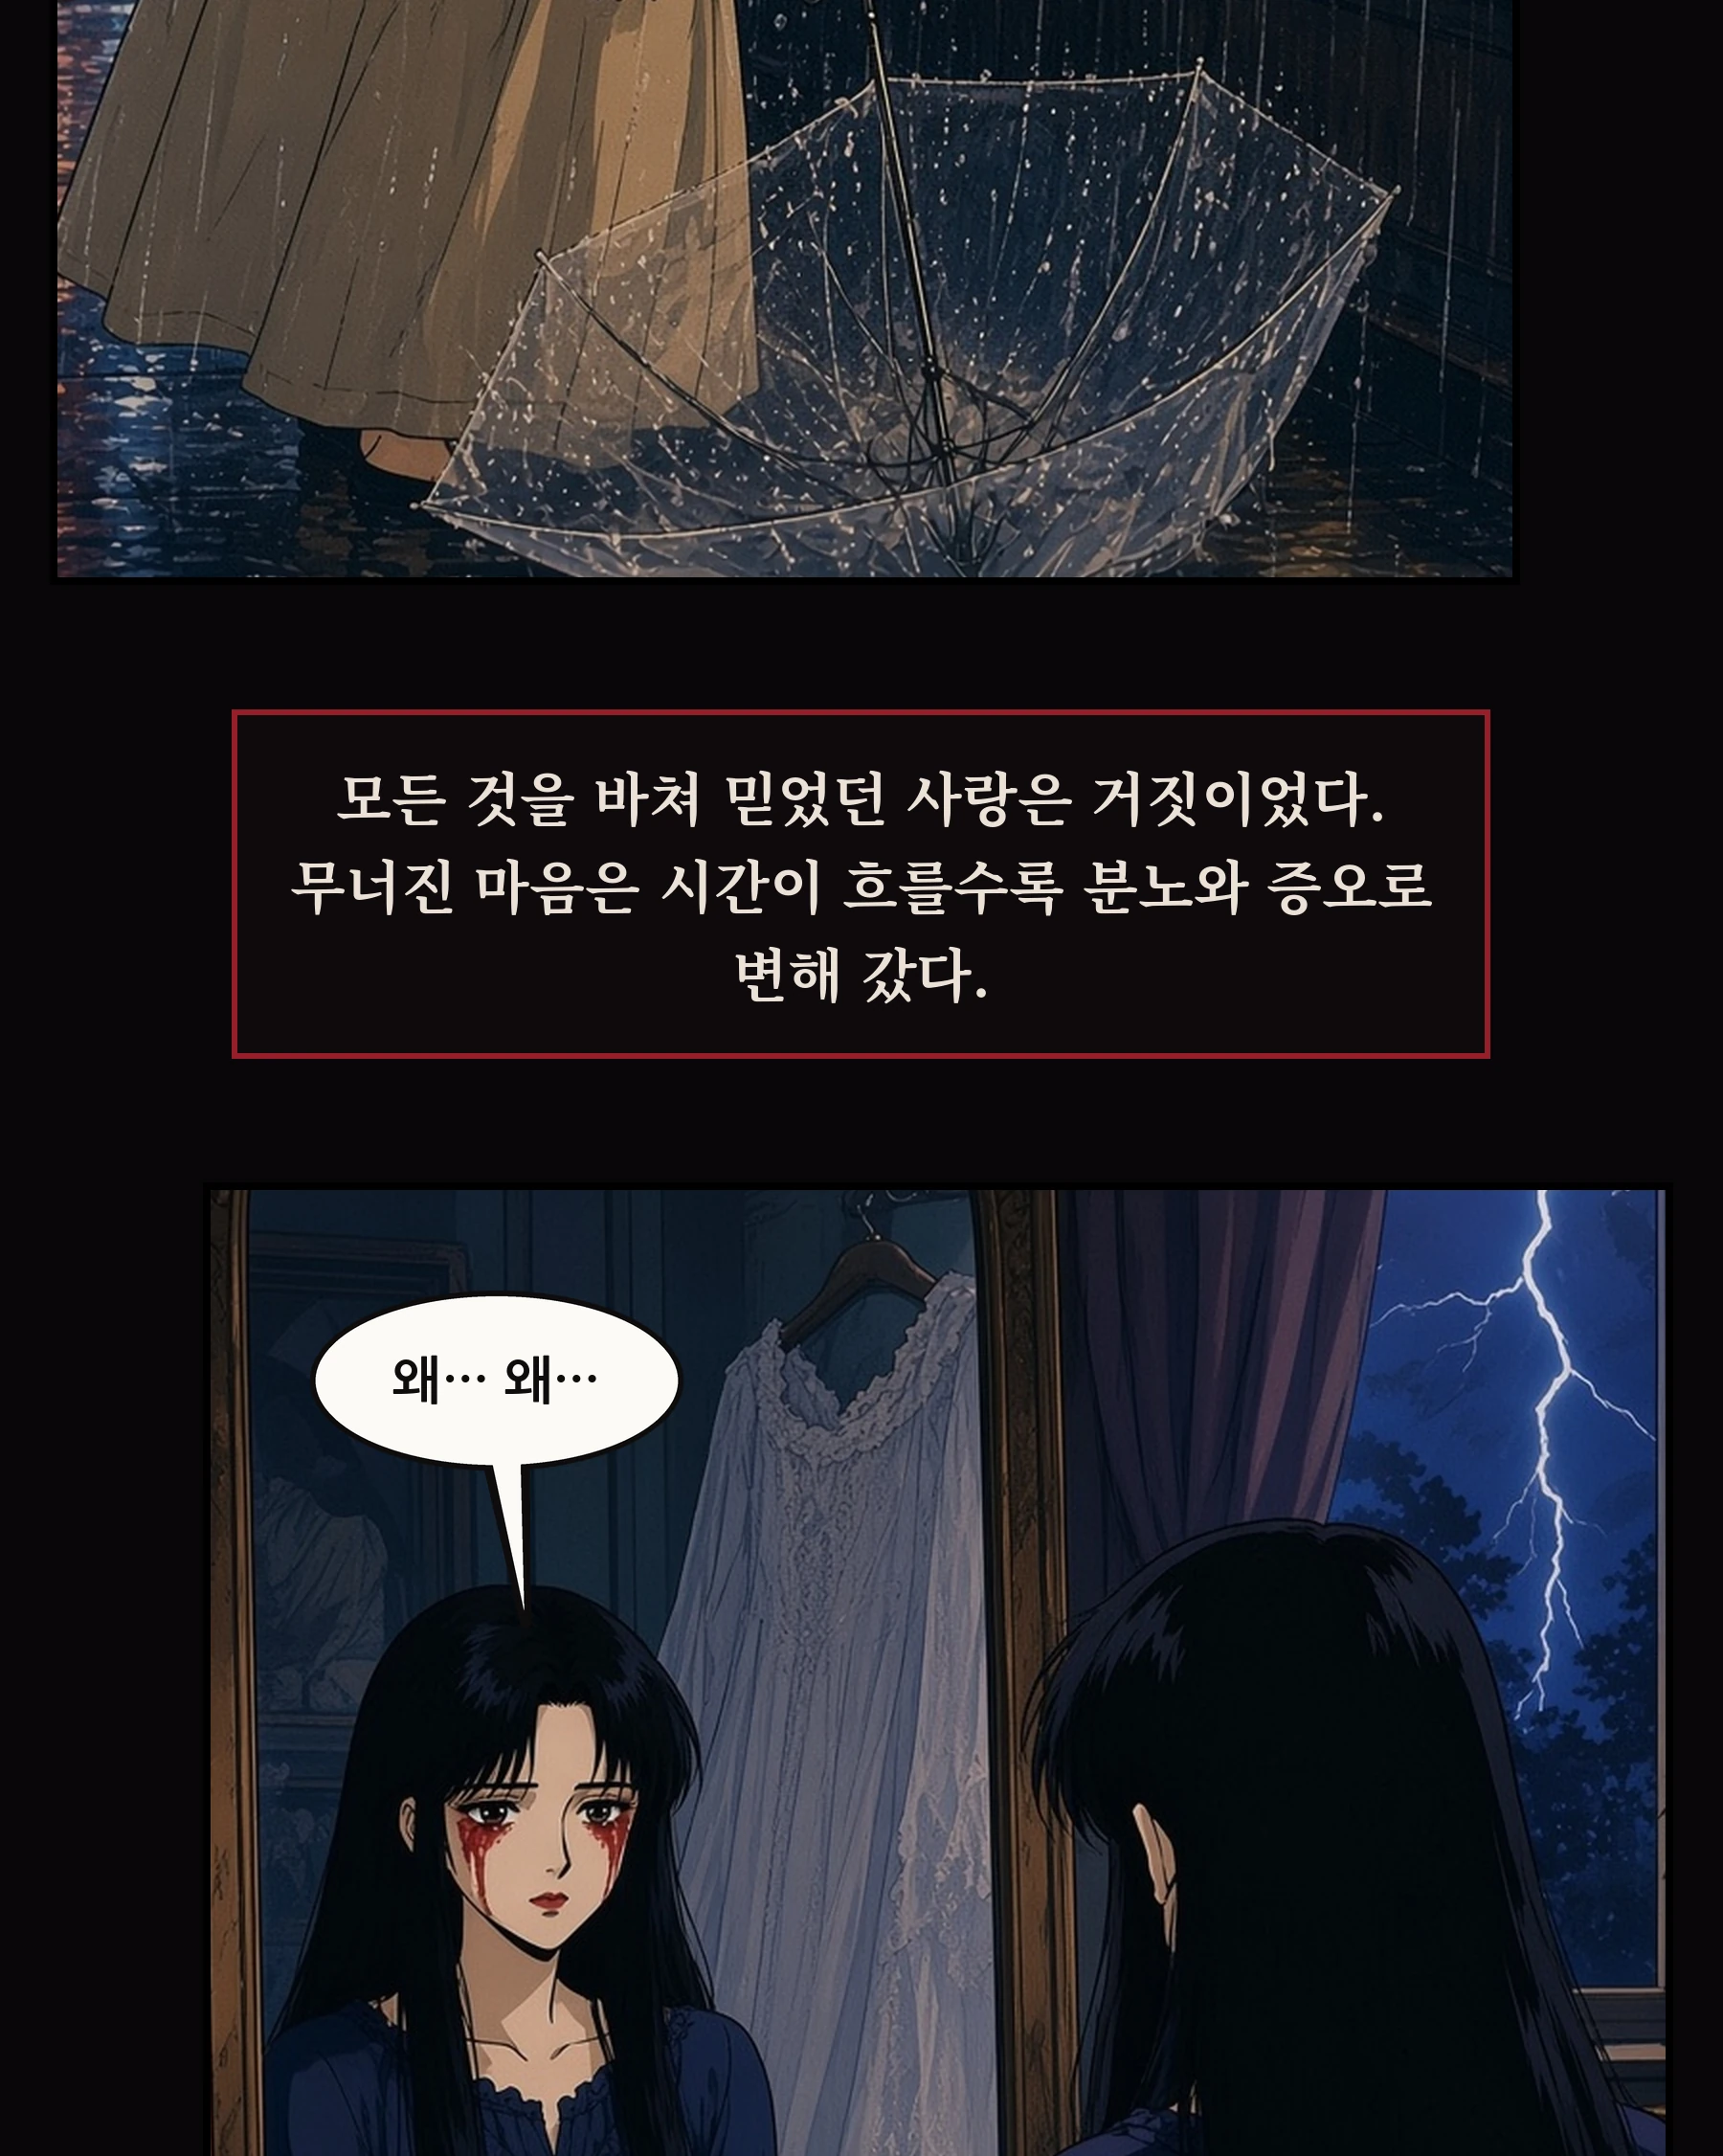 모든 것을 바쳐 믿었던 사랑은 거짓이었다.
무너진 마음은 시간이 흐를수록 분노와 증오로
변해 갔다.
왜… 왜…